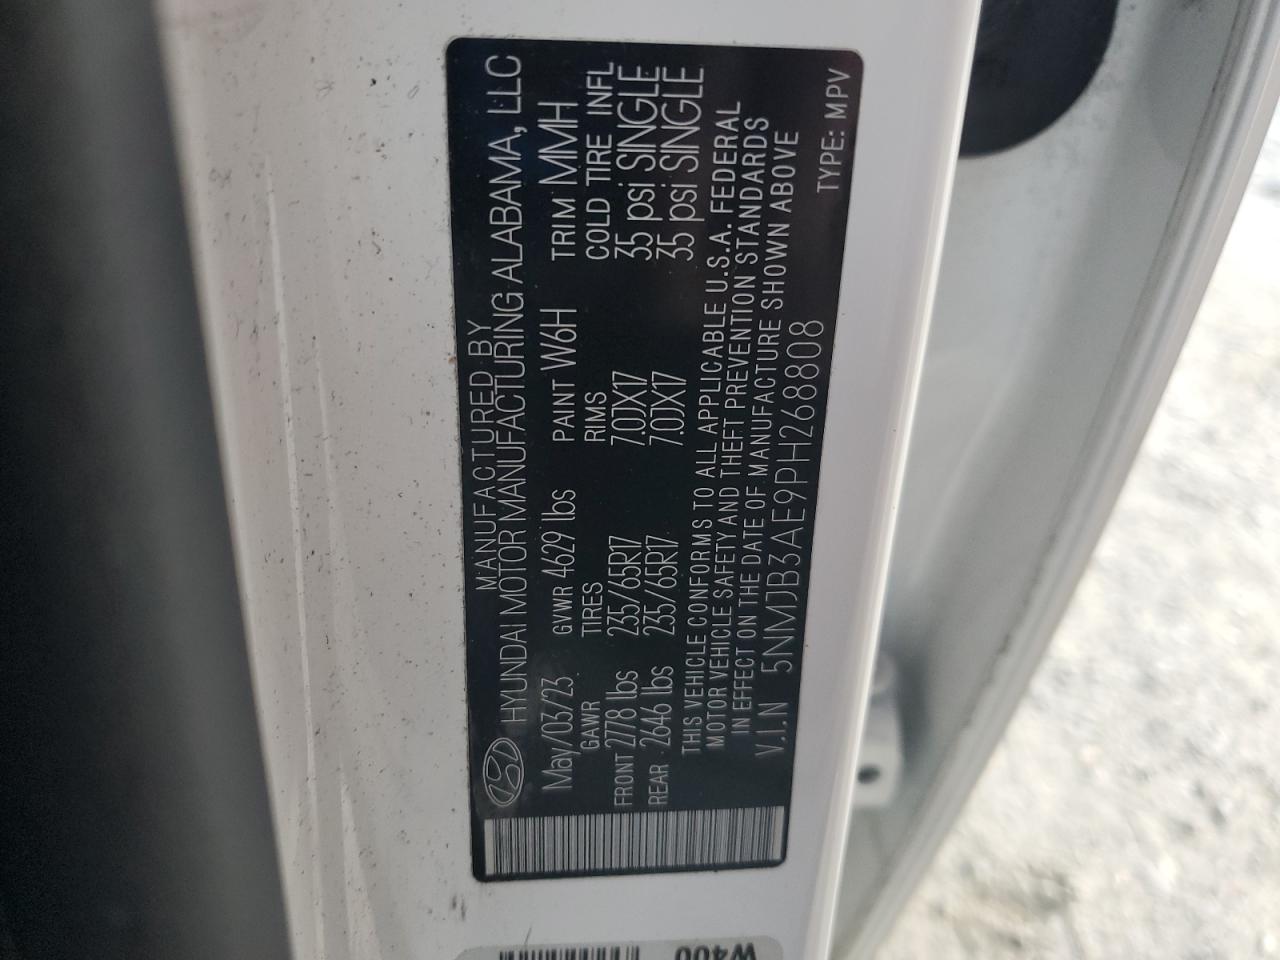 MANUFACTURED BY
HYUNDAI MOTOR MANUFACTURING ALABAMA, LLC
May/03/23 GVWR 4629 lbs PAINT W6H TRIM MMH
GAWR TIRES RIMS COLD TIRE INFL
FRONT 2778 lbs 235/65R17 7.0JX17 35 psi SINGLE
REAR 2646 lbs 235/65R17 7.0JX17 35 psi SINGLE
THIS VEHICLE CONFORMS TO ALL APPLICABLE U.S.A. FEDERAL
MOTOR VEHICLE SAFETY AND THEFT PREVENTION STANDARDS
IN EFFECT ON THE DATE OF MANUFACTURE SHOWN ABOVE
V.I.N 5NMJB3AE9PH268808 TYPE: MPV
W400